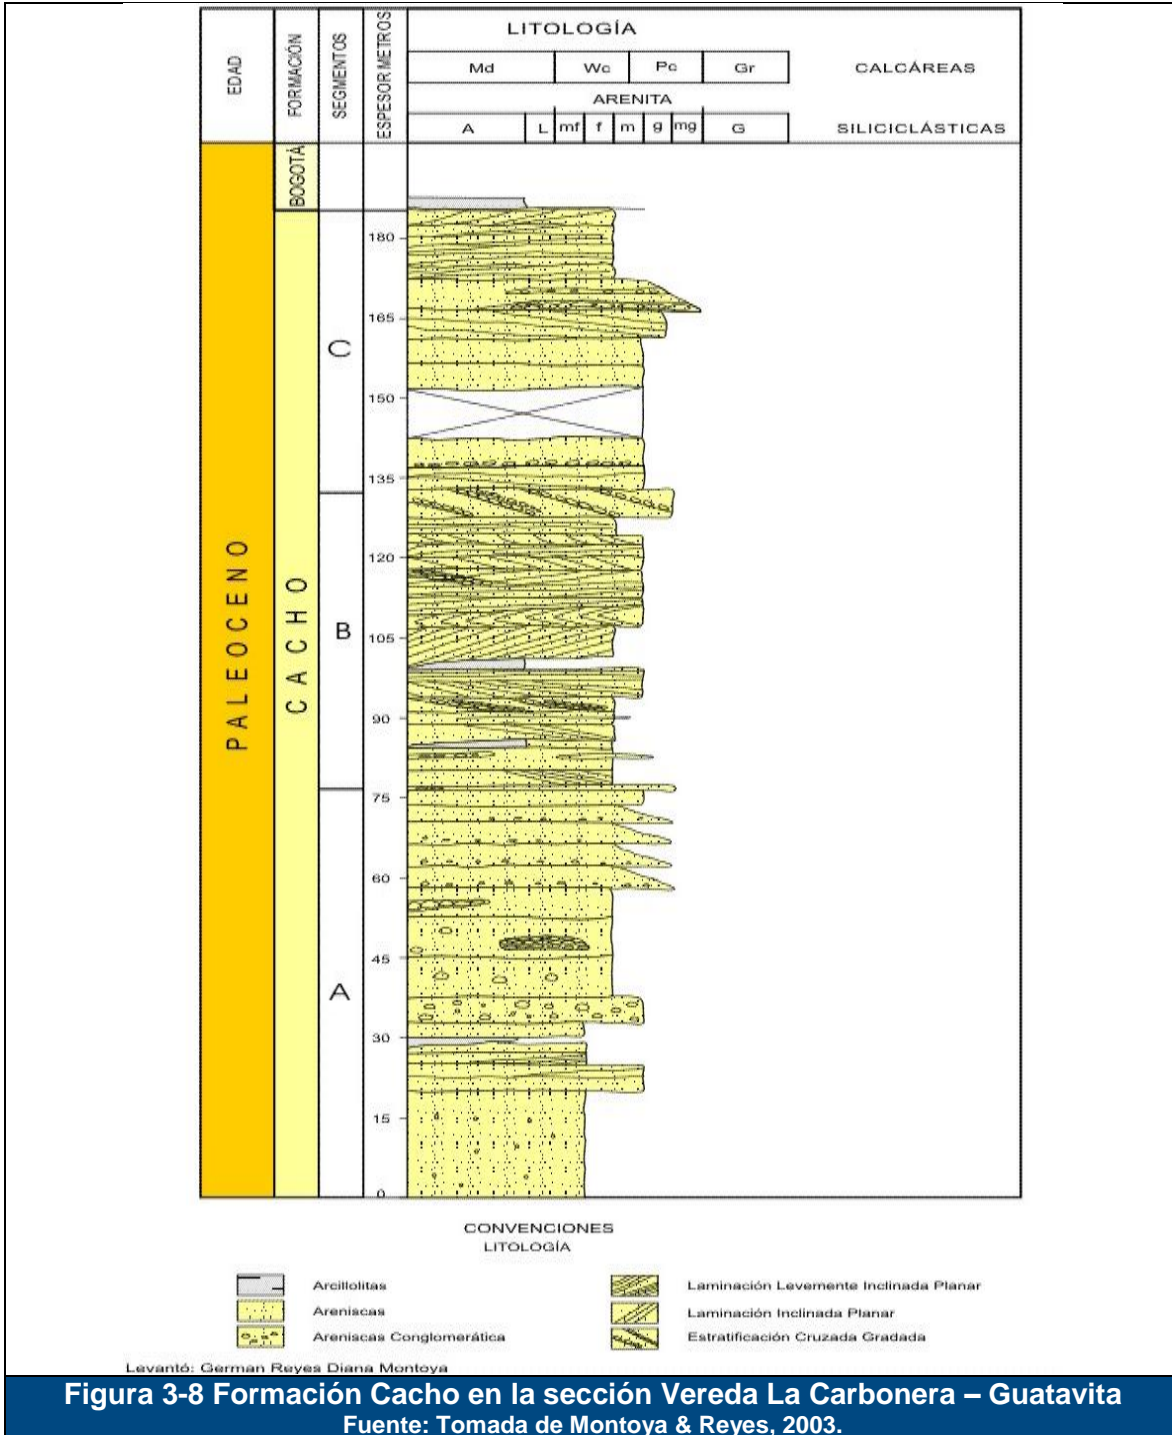 EDAD
FORMACIÓN
SEGMENTOS
ESPESOR METROS
LITOLOGÍA
Md Wc Pc Gr
CALCÁREAS
ARENITA
A L mf f m g mg G
SILICICLÁSTICAS
PALEOCENO
BOGOTÁ
CACHO
C
B
A
180
165
150
135
120
105
90
75
60
45
30
15
0
CONVENCIONES
LITOLOGÍA
Arcillolitas
Areniscas
Areniscas Conglomerática
Laminación Levemente Inclinada Planar
Laminación Inclinada Planar
Estratificación Cruzada Gradada
Levantó: German Reyes Diana Montoya
Figura 3-8 Formación Cacho en la sección Vereda La Carbonera – Guatavita
Fuente: Tomada de Montoya & Reyes, 2003.